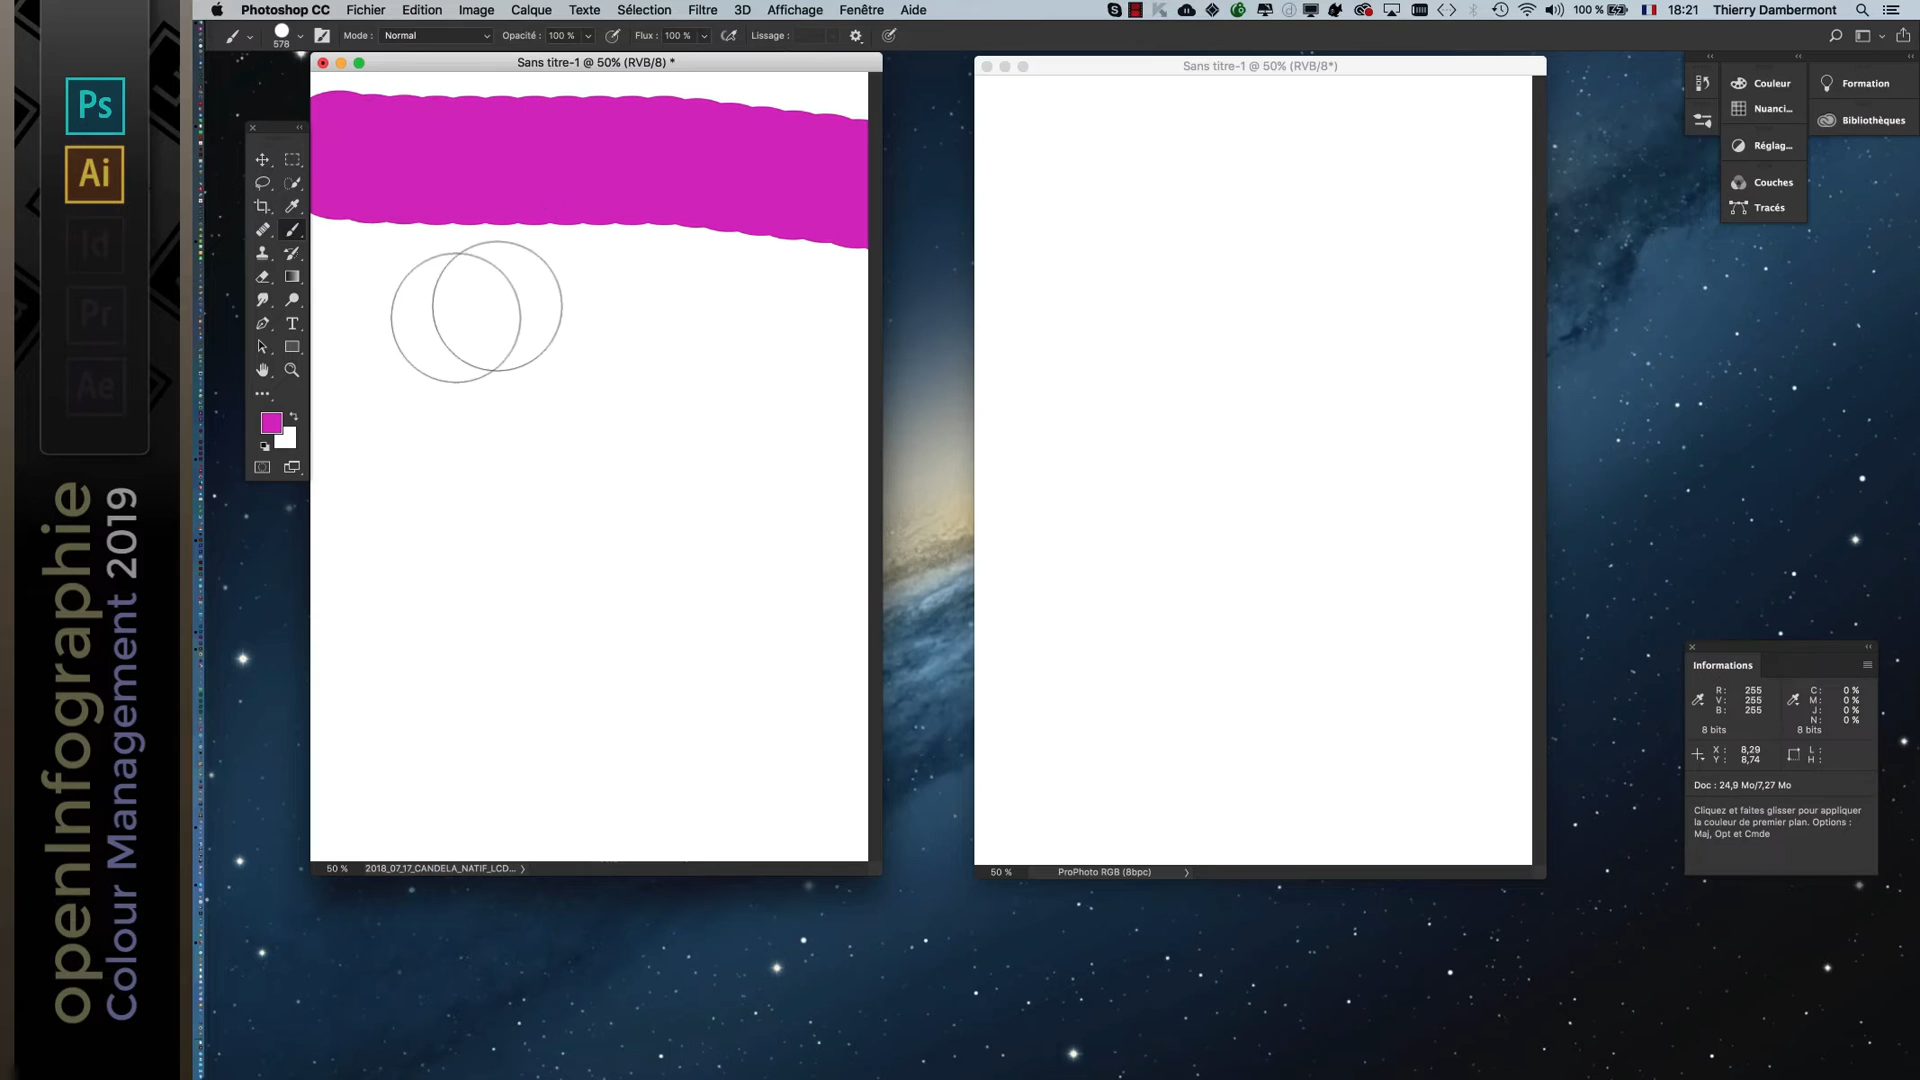 Photoshop CC Fichier Edition Image Calque Texte Sélection Filtre 3D Affichage Fenêtre Aide
100 % 18:21 Thierry Dambermont
578
Mode : Normal Opacité : 100 % Flux : 100 % Lissage :
Sans titre-1 @ 50% (RVB/8) *
Sans titre-1 @ 50% (RVB/8*)
Ps
Ai
Id
Pr
Ae
openInfographie
Colour Management 2019
T
Couleur
Nuanci...
Réglag...
Couches
Tracés
Formation
Bibliothèques
Informations
R : 255 C : 0 %
V : 255 M : 0 %
B : 255 J : 0 %
N : 0 %
8 bits 8 bits
X : 8,29 L :
Y : 8,74 H :
Doc : 24,9 Mo/7,27 Mo
Cliquez et faites glisser pour appliquer
la couleur de premier plan. Options :
Maj, Opt et Cmde
50 % 2018_07_17_CANDELA_NATIF_LCD...
50 % ProPhoto RGB (8bpc)